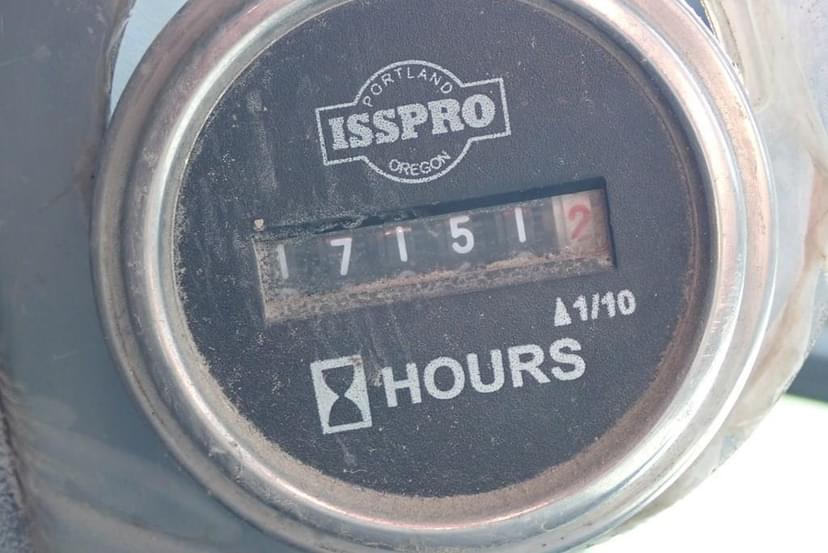 PORTLAND
ISSPRO
OREGON
171512
1/10
HOURS